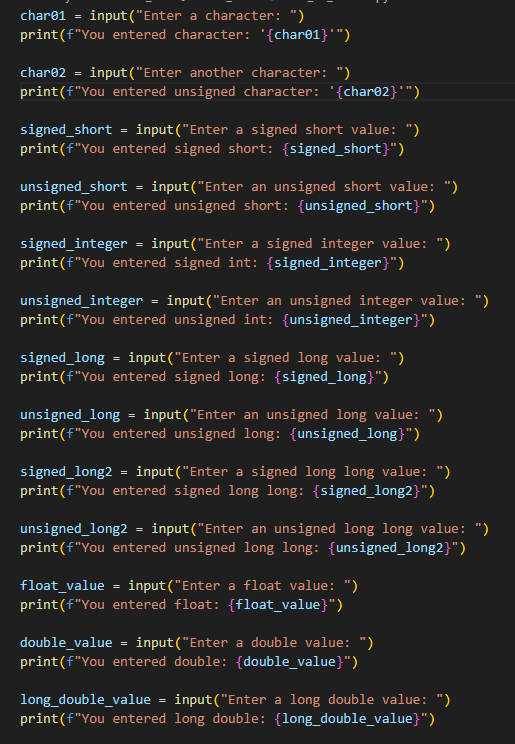 char01 = input("Enter a character: ")
print(f"You entered character: '{char01}'")
char02 = input("Enter another character: ")
print(f"You entered unsigned character: '{char02}'")
signed_short = input("Enter a signed short value: ")
print(f"You entered signed short: {signed_short}")
unsigned_short = input("Enter an unsigned short value: ")
print(f"You entered unsigned short: {unsigned_short}")
signed_integer = input("Enter a signed integer value: ")
print(f"You entered signed int: {signed_integer}")
unsigned_integer = input("Enter an unsigned integer value: ")
print(f"You entered unsigned int: {unsigned_integer}")
signed_long = input("Enter a signed long value: ")
print(f"You entered signed long: {signed_long}")
unsigned_long = input("Enter an unsigned long value: ")
print(f"You entered unsigned long: {unsigned_long}")
signed_long2 = input("Enter a signed long long value: ")
print(f"You entered signed long long: {signed_long2}")
unsigned_long2 = input("Enter an unsigned long long value: ")
print(f"You entered unsigned long long: {unsigned_long2}")
float_value = input("Enter a float value: ")
print(f"You entered float: {float_value}")
double_value = input("Enter a double value: ")
print(f"You entered double: {double_value}")
long_double_value = input("Enter a long double value: ")
print(f"You entered long double: {long_double_value}")